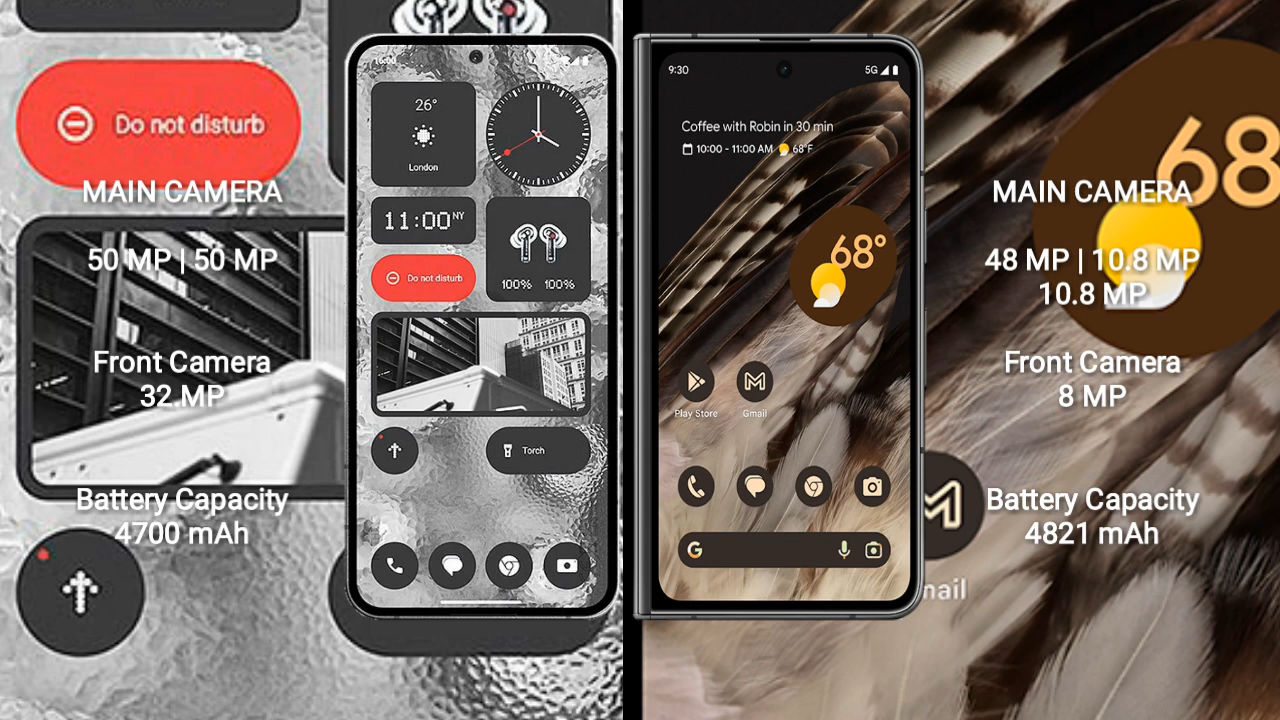 Do not disturb
MAIN CAMERA
50 MP | 50 MP
Front Camera
32 MP
Battery Capacity
4700 mAh
16:00
26°
London
11:00 NY
Do not disturb
100% 100%
Torch
9:30
5G
Coffee with Robin in 30 min
10:00 - 11:00 AM 68°F
68°
Play Store
Gmail
G
68
MAIN CAMERA
48 MP | 10.8 MP
10.8 MP
Front Camera
8 MP
Battery Capacity
4821 mAh
mail